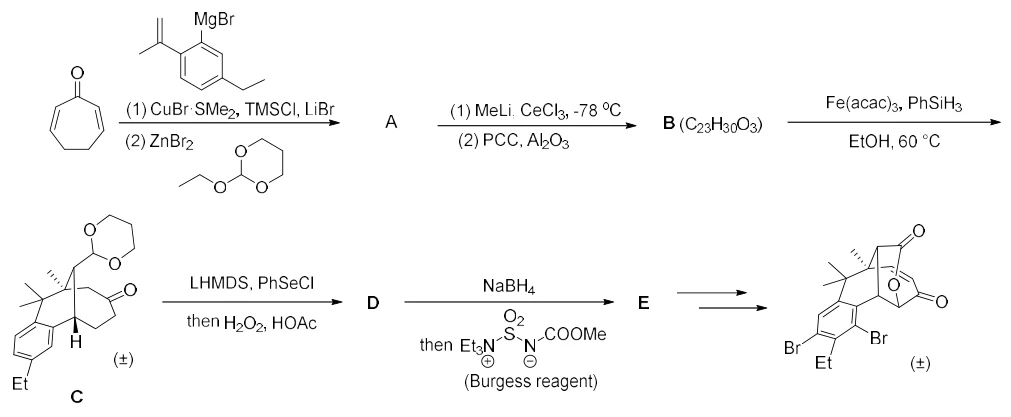 O
MgBr
(1) CuBr·SMe2, TMSCl, LiBr
(2) ZnBr2
O
O
O
A
(1) MeLi, CeCl3, -78 °C
(2) PCC, Al2O3
B (C23H30O3)
Fe(acac)3, PhSiH3
EtOH, 60 °C
O
O
O
H
Et
(±)
C
LHMDS, PhSeCl
then H2O2, HOAc
D
NaBH4
then Et3N S N COOMe
O2
⊕ ⊖
(Burgess reagent)
E
O
O
O
Br
Br
Et
(±)